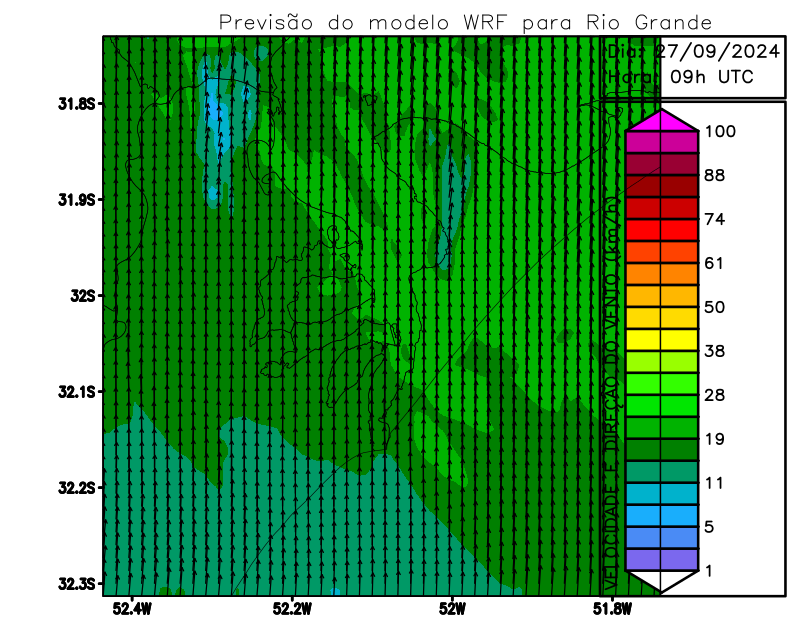 Previsão do modelo WRF para Rio Grande
Dia: 27/09/2024
Hora: 09h UTC
VELOCIDADE E DIREÇÃO DO VENTO (km/h)
100
88
74
61
50
38
28
19
11
5
1
31.8S
31.9S
32S
32.1S
32.2S
32.3S
52.4W 52.2W 52W 51.8W